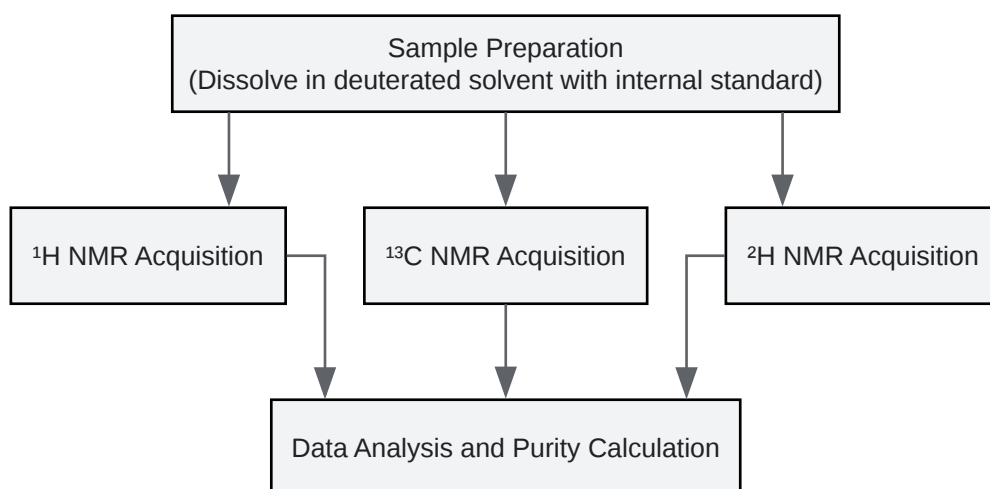 Sample Preparation
(Dissolve in deuterated solvent with internal standard)
¹H NMR Acquisition
¹³C NMR Acquisition
²H NMR Acquisition
Data Analysis and Purity Calculation